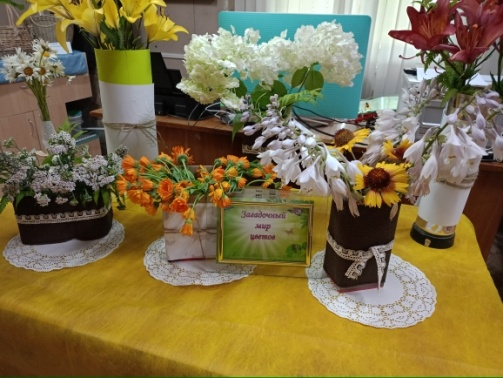 Загадочный
мир
цветов